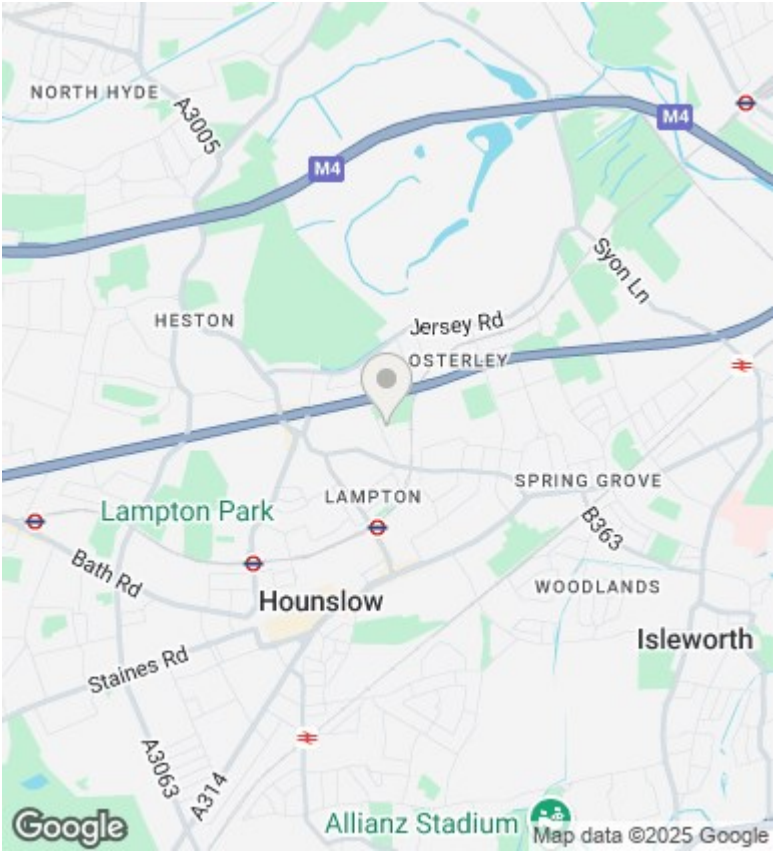 NORTH HYDE
A3005
M4
M4
Syon Ln
HESTON
Jersey Rd
OSTERLEY
SPRING GROVE
LAMPTON
Lampton Park
B363
Bath Rd
WOODLANDS
Hounslow
Isleworth
Staines Rd
A3063
A314
Allianz Stadium
Google
Map data ©2025 Google